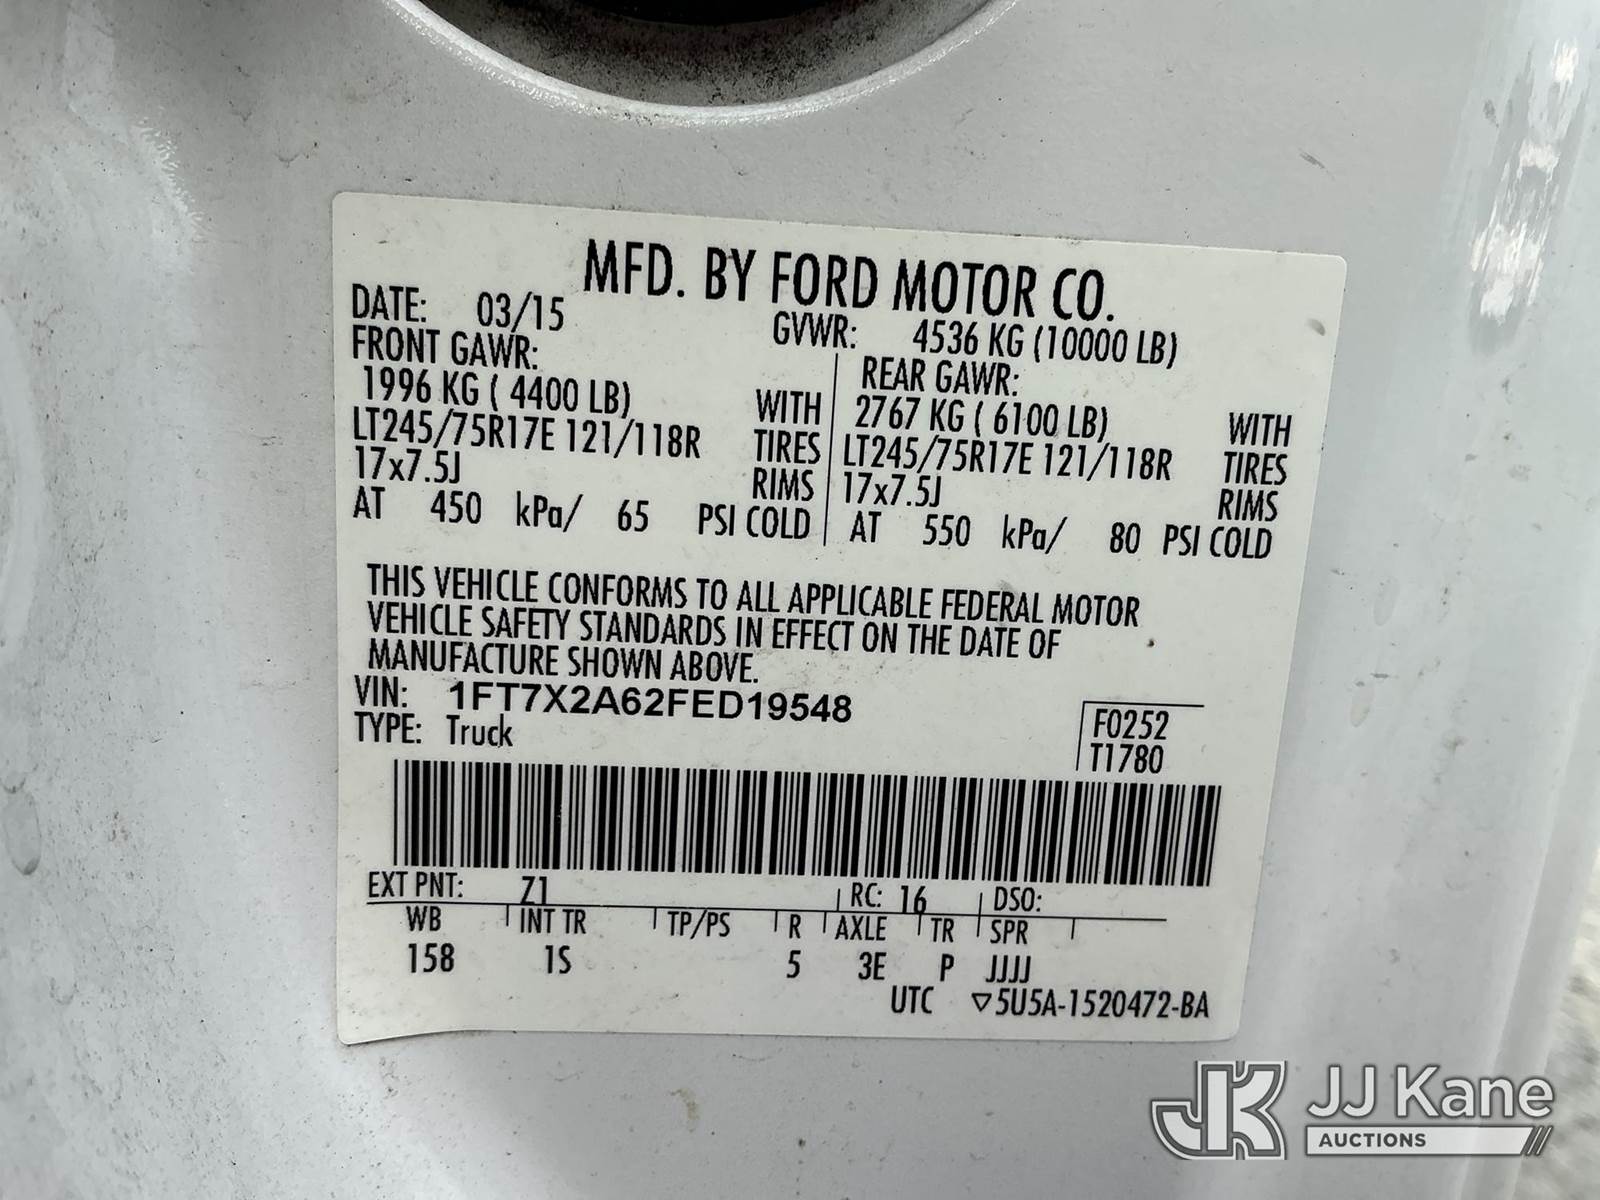 MFD. BY FORD MOTOR CO.
DATE: 03/15 GVWR: 4536 KG (10000 LB)
FRONT GAWR: REAR GAWR:
1996 KG ( 4400 LB) WITH 2767 KG ( 6100 LB) WITH
LT245/75R17E 121/118R TIRES LT245/75R17E 121/118R TIRES
17x7.5J RIMS 17x7.5J RIMS
AT 450 kPa/ 65 PSI COLD AT 550 kPa/ 80 PSI COLD
THIS VEHICLE CONFORMS TO ALL APPLICABLE FEDERAL MOTOR
VEHICLE SAFETY STANDARDS IN EFFECT ON THE DATE OF
MANUFACTURE SHOWN ABOVE.
VIN: 1FT7X2A62FED19548 F0252
TYPE: Truck T1780
EXT PNT: Z1 RC: 16 DSO:
WB INT TR TP/PS R AXLE TR SPR
158 1S 5 3E P JJJJ
UTC ▽5U5A-1520472-BA
JK JJ Kane
AUCTIONS